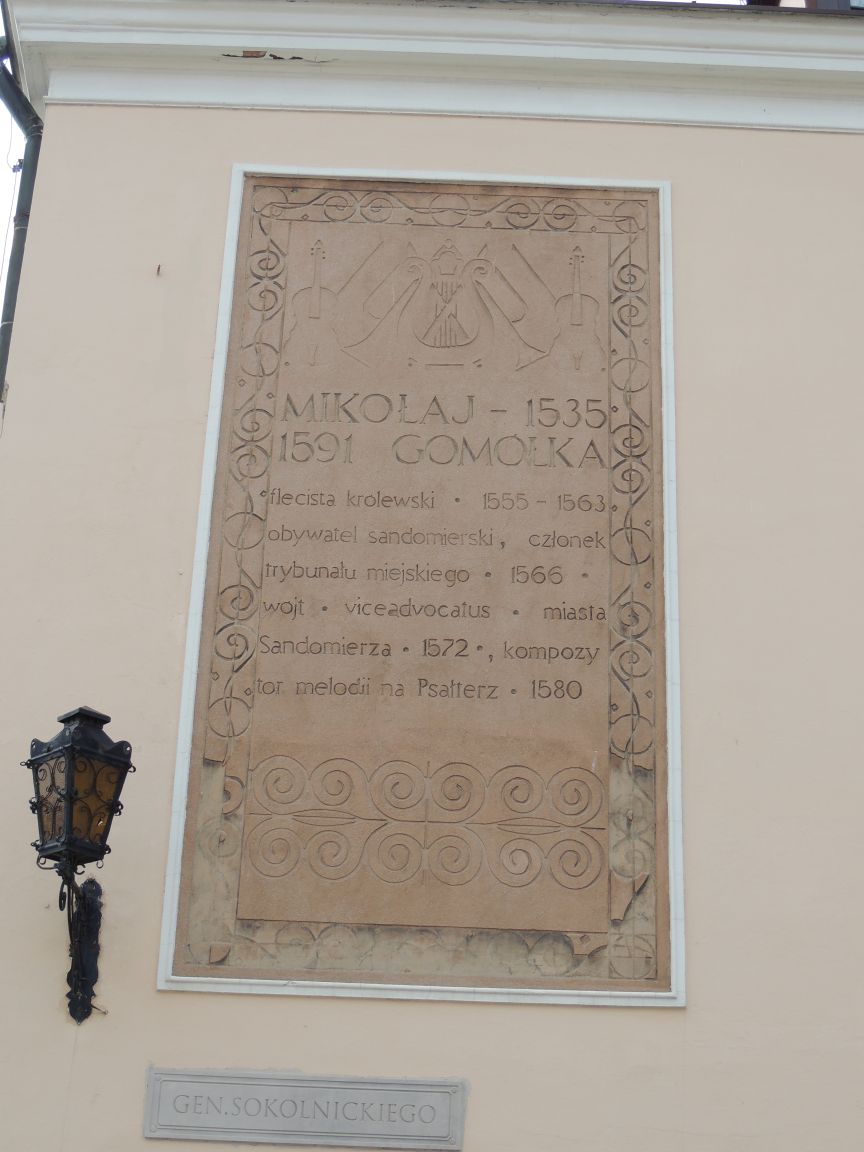 MIKOŁAJ - 1535
1591 GOMÓŁKA
flecista królewski • 1555 - 1563
obywatel sandomierski, członek
trybunału miejskiego • 1566 •
wójt • viceadvocatus • miasta
Sandomierza • 1572 •, kompozy
tor melodii na Psałterz • 1580
GEN.SOKOLNICKIEGO